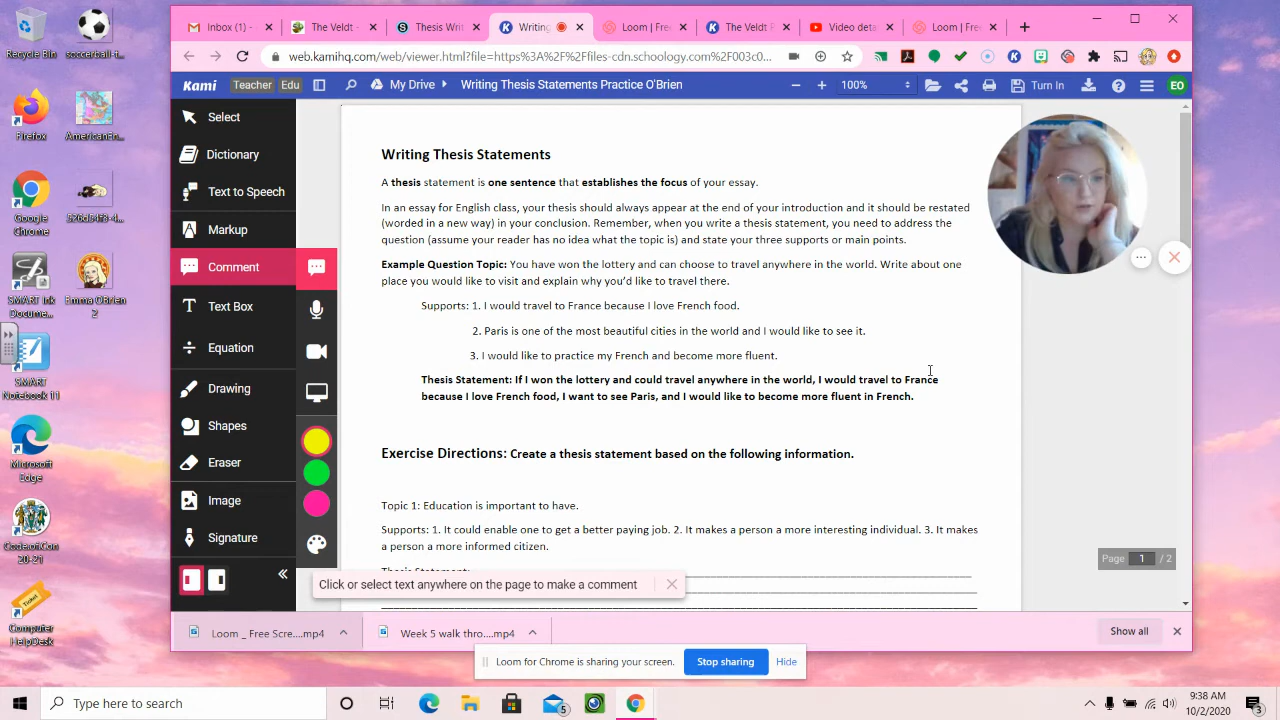 Recycle Bin
soccerball-t...
Firefox
AmericanEn...
Google
Chrome
SMART Ink
Document...
Emma O'Brien
2
SMART
Notebook 11
Microsoft
Edge
20-21
Ticket
Computer
HelpDesk
Inbox (1) -
The Veldt -
Thesis Writ
Writing
Loom | Free
The Veldt P
Video deta
Loom | Free
web.kamihq.com/web/viewer.html?file=https%3A%2F%2Ffiles-cdn.schoology.com%2F003c0...
Kami Teacher Edu My Drive Writing Thesis Statements Practice O'Brien 100% Turn In EO
Select
Dictionary
Text to Speech
Markup
Comment
Text Box
Equation
Drawing
Shapes
Eraser
Image
Signature
Writing Thesis Statements
A thesis statement is one sentence that establishes the focus of your essay.
In an essay for English class, your thesis should always appear at the end of your introduction and it should be restated
(worded in a new way) in your conclusion. Remember, when you write a thesis statement, you need to address the
question (assume your reader has no idea what the topic is) and state your three supports or main points.
Example Question Topic: You have won the lottery and can choose to travel anywhere in the world. Write about one
place you would like to visit and explain why you'd like to travel there.
Supports: 1. I would travel to France because I love French food.
2. Paris is one of the most beautiful cities in the world and I would like to see it.
3. I would like to practice my French and become more fluent.
Thesis Statement: If I won the lottery and could travel anywhere in the world, I would travel to France
because I love French food, I want to see Paris, and I would like to become more fluent in French.
Exercise Directions: Create a thesis statement based on the following information.
Topic 1: Education is important to have.
Supports: 1. It could enable one to get a better paying job. 2. It makes a person a more interesting individual. 3. It makes
a person a more informed citizen.
Thesis Statement:
Click or select text anywhere on the page to make a comment
Page 1 / 2
Loom _ Free Scre....mp4
Week 5 walk thro....mp4
Show all
Loom for Chrome is sharing your screen. Stop sharing Hide
Type here to search
5
9:38 AM
10/2/2020
3